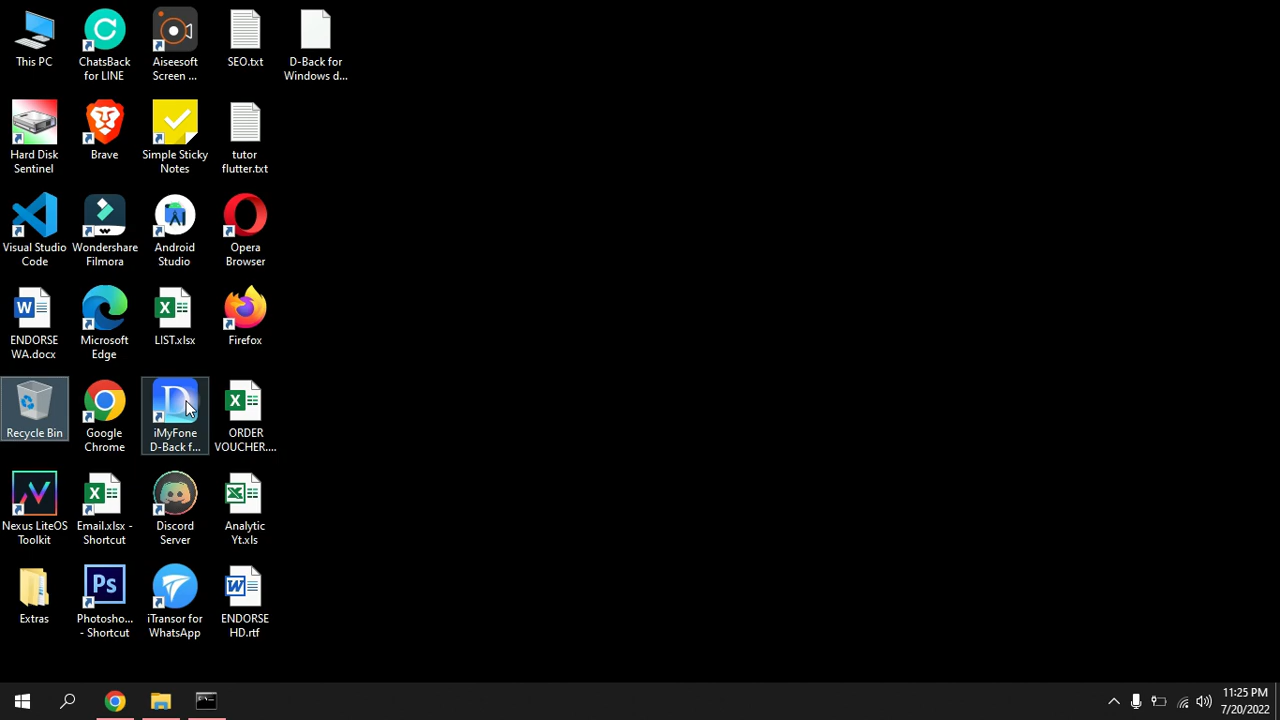 This PC
ChatsBack
for LINE
Aiseesoft
Screen ...
SEO.txt
D-Back for
Windows d...
Hard Disk
Sentinel
Brave
Simple Sticky
Notes
tutor
flutter.txt
Visual Studio
Code
Wondershare
Filmora
Android
Studio
Opera
Browser
ENDORSE
WA.docx
Microsoft
Edge
LIST.xlsx
Firefox
Recycle Bin
Google
Chrome
D
iMyFone
D-Back f...
ORDER
VOUCHER....
Nexus LiteOS
Toolkit
Email.xlsx -
Shortcut
Discord
Server
Analytic
Yt.xls
Extras
Ps
Photosho...
- Shortcut
iTransor for
WhatsApp
ENDORSE
HD.rtf
11:25 PM
7/20/2022